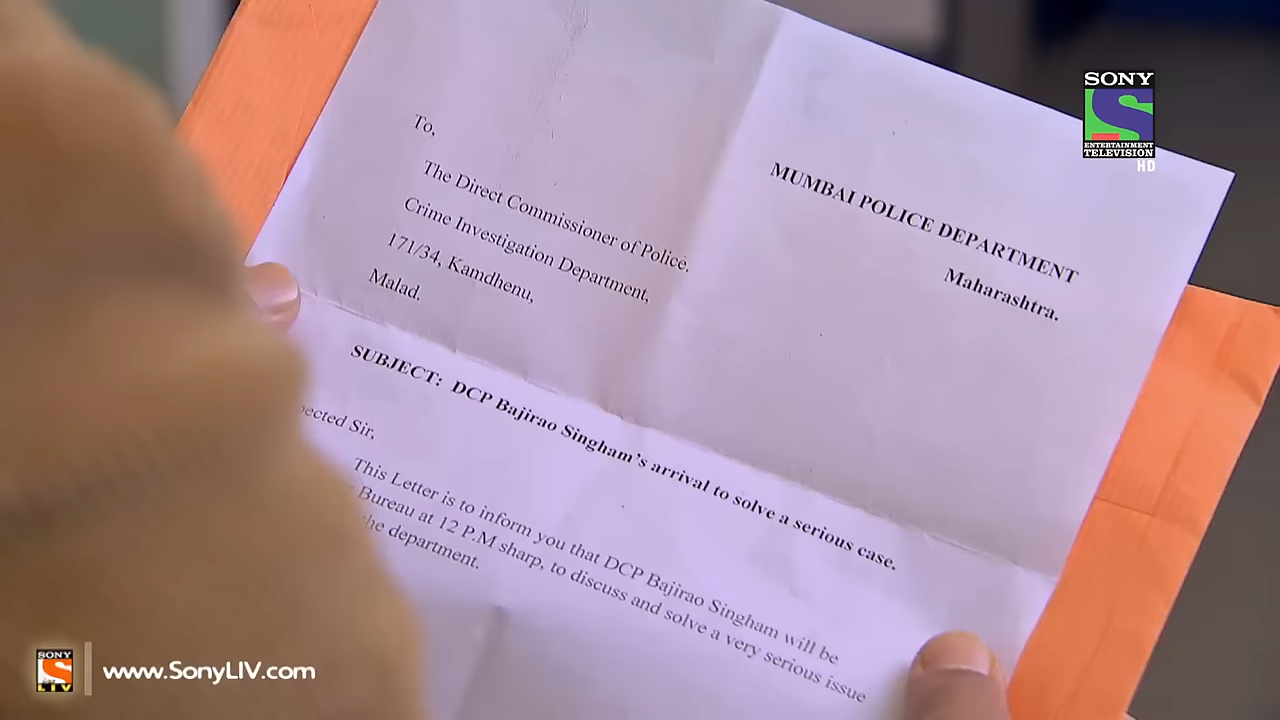 SONY
ENTERTAINMENT
TELEVISION
HD
MUMBAI POLICE DEPARTMENT
Maharashtra.
To,
The Direct Commissioner of Police.
Crime Investigation Department,
171/34, Kamdhenu,
Malad.
SUBJECT: DCP Bajirao Singham's arrival to solve a serious case.
Sir,
This Letter is to inform you that DCP Bajirao Singham will be
Bureau at 12 P.M sharp, to discuss and solve a very serious issue
department.
SONY
LIV
www.SonyLIV.com